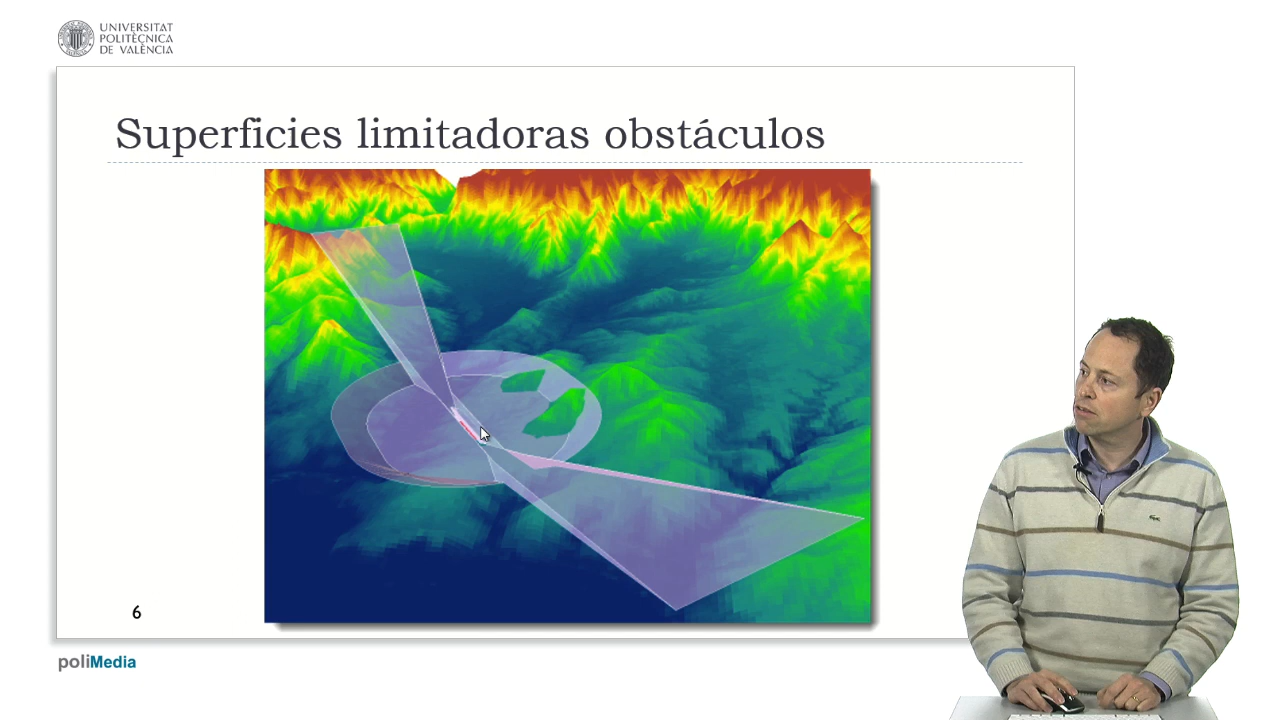 UNIVERSITAT
POLITÈCNICA
DE VALÈNCIA
Superficies limitadoras obstáculos
6
poliMedia